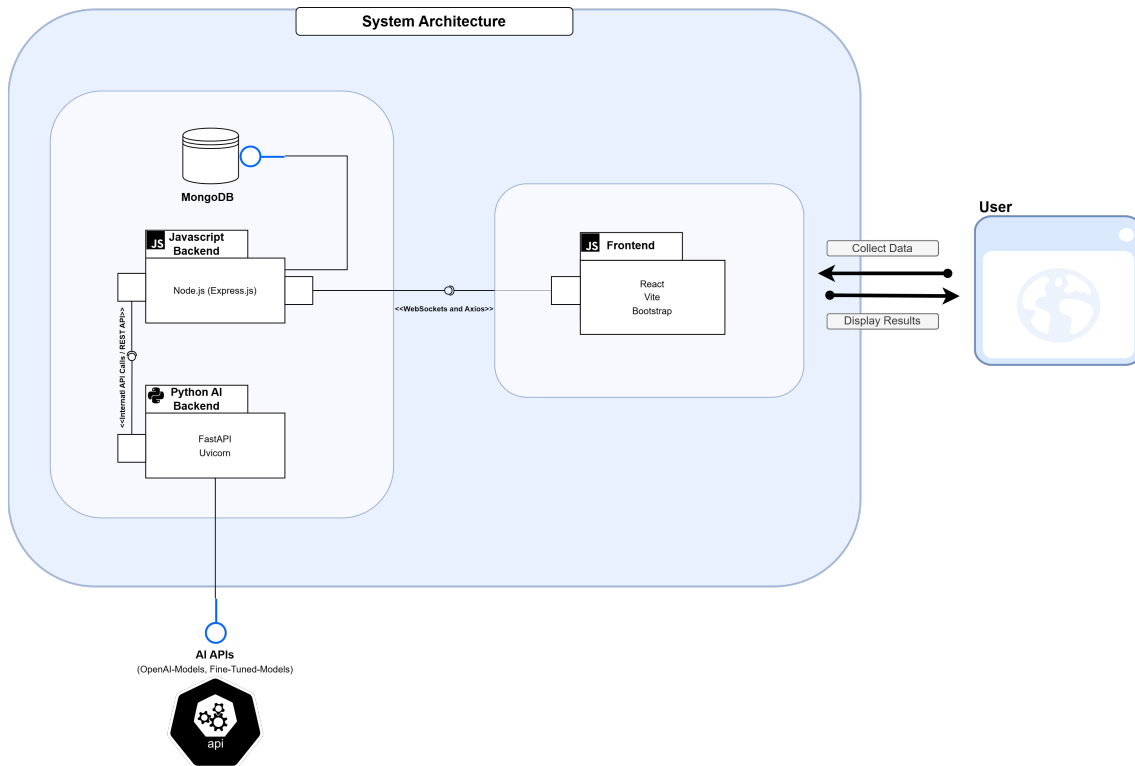 System Architecture
MongoDB
JS
Javascript
Backend
Node.js (Express.js)
<<Internatl API Calls / REST API>>
Python AI
Backend
FastAPI
Uvicorn
<<WebSockets and Axios>>
JS
Frontend
React
Vite
Bootstrap
Collect Data
Display Results
User
AI APIs
(OpenAI-Models, Fine-Tuned-Models)
api